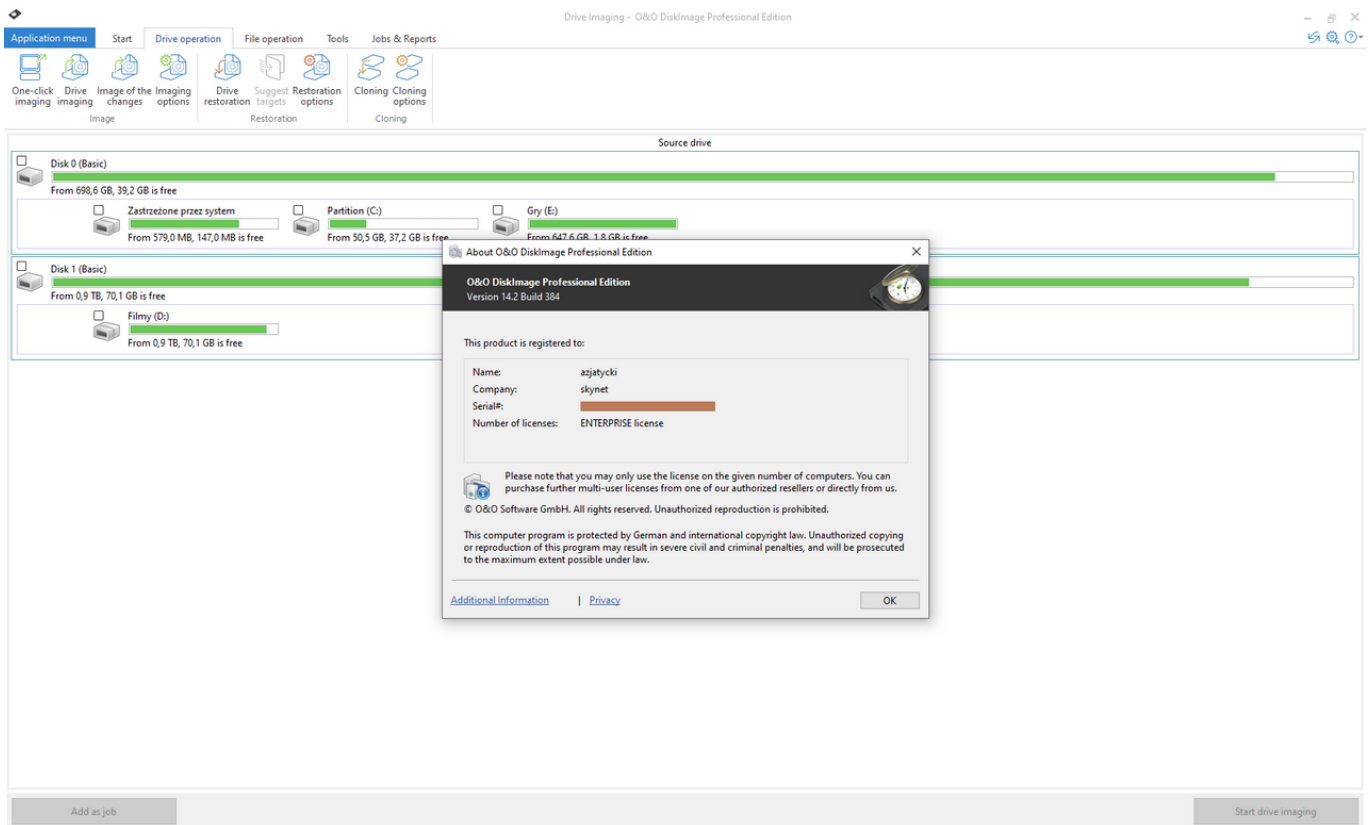 Drive Imaging - O&O DiskImage Professional Edition
Application menu Start Drive operation File operation Tools Jobs & Reports
One-click imaging
Drive imaging
Image of the changes
Imaging options
Drive restoration
Suggest targets
Restoration options
Cloning
Cloning options
Image Restoration Cloning
Source drive
Disk 0 (Basic)
From 698,6 GB, 39,2 GB is free
Zastrzeżone przez system
From 579,0 MB, 147,0 MB is free
Partition (C:)
From 50,5 GB, 37,2 GB is free
Gry (E:)
From 647,6 GB, 1,8 GB is free
Disk 1 (Basic)
From 0,9 TB, 70,1 GB is free
Filmy (D:)
From 0,9 TB, 70,1 GB is free
About O&O DiskImage Professional Edition
O&O DiskImage Professional Edition
Version 14.2 Build 384
This product is registered to:
Name: azjatycki
Company: skynet
Serial#:
Number of licenses: ENTERPRISE license
Please note that you may only use the license on the given number of computers. You can
purchase further multi-user licenses from one of our authorized resellers or directly from us.
© O&O Software GmbH. All rights reserved. Unauthorized reproduction is prohibited.
This computer program is protected by German and international copyright law. Unauthorized copying
or reproduction of this program may result in severe civil and criminal penalties, and will be prosecuted
to the maximum extent possible under law.
Additional Information | Privacy
OK
Add as job
Start drive imaging